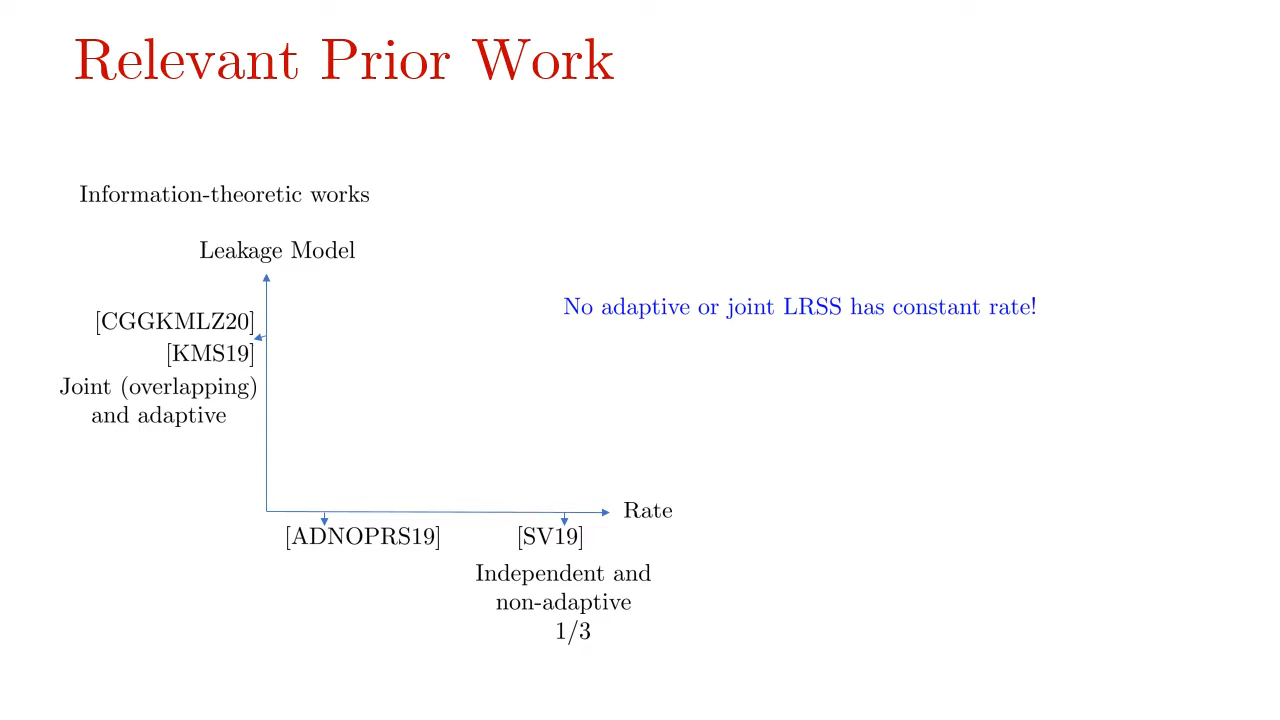 Relevant Prior Work
Information-theoretic works
Leakage Model
No adaptive or joint LRSS has constant rate!
[CGGKMLZ20]
[KMS19]
Joint (overlapping)
and adaptive
Rate
[ADNOPRS19]
[SV19]
Independent and
non-adaptive
1/3